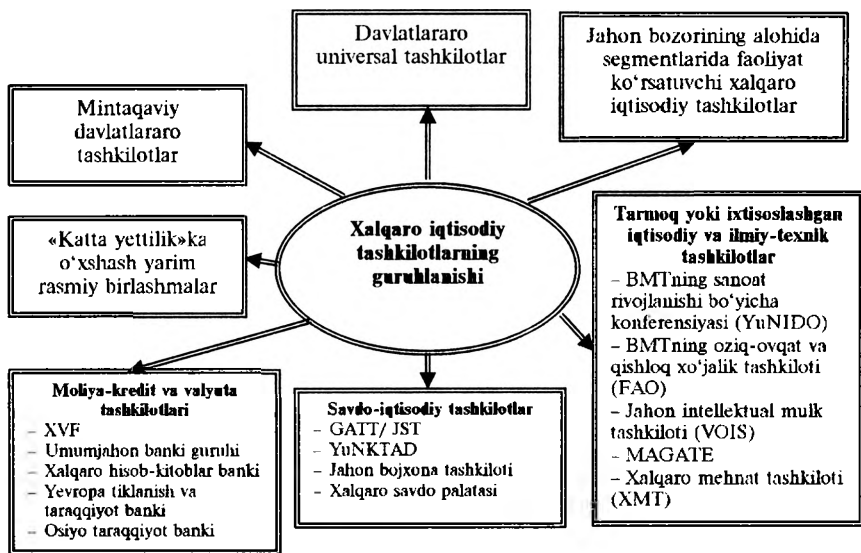 Davlatlararo
universal tashkilotlar
Jahon bozorining alohida
segmentlarida faoliyat
ko‘rsatuvchi xalqaro
iqtisodiy tashkilotlar
Mintaqaviy
davlatlararo
tashkilotlar
Xalqaro iqtisodiy
tashkilotlarning
guruhlanishi
«Katta yettilik»ka
o‘xshash yarim
rasmiy birlashmalar
Tarmoq yoki ixtisoslashgan
iqtisodiy va ilmiy-texnik
tashkilotlar
– BMTning sanoat
rivojlanishi bo‘yicha
konferensiyasi (YuNIDO)
– BMTning oziq-ovqat va
qishloq xo‘jalik tashkiloti
(FAO)
– Jahon intellektual mulk
tashkiloti (VOIS)
– MAGATE
– Xalqaro mehnat tashkiloti
(XMT)
Moliya-kredit va valyuta
tashkilotlari
– XVF
– Umumjahon banki guruhi
– Xalqaro hisob-kitoblar banki
– Yevropa tiklanish va
taraqqiyot banki
– Osiyo taraqqiyot banki
Savdo-iqtisodiy tashkilotlar
– GATT/ JST
– YuNKTAD
– Jahon bojxona tashkiloti
– Xalqaro savdo palatasi